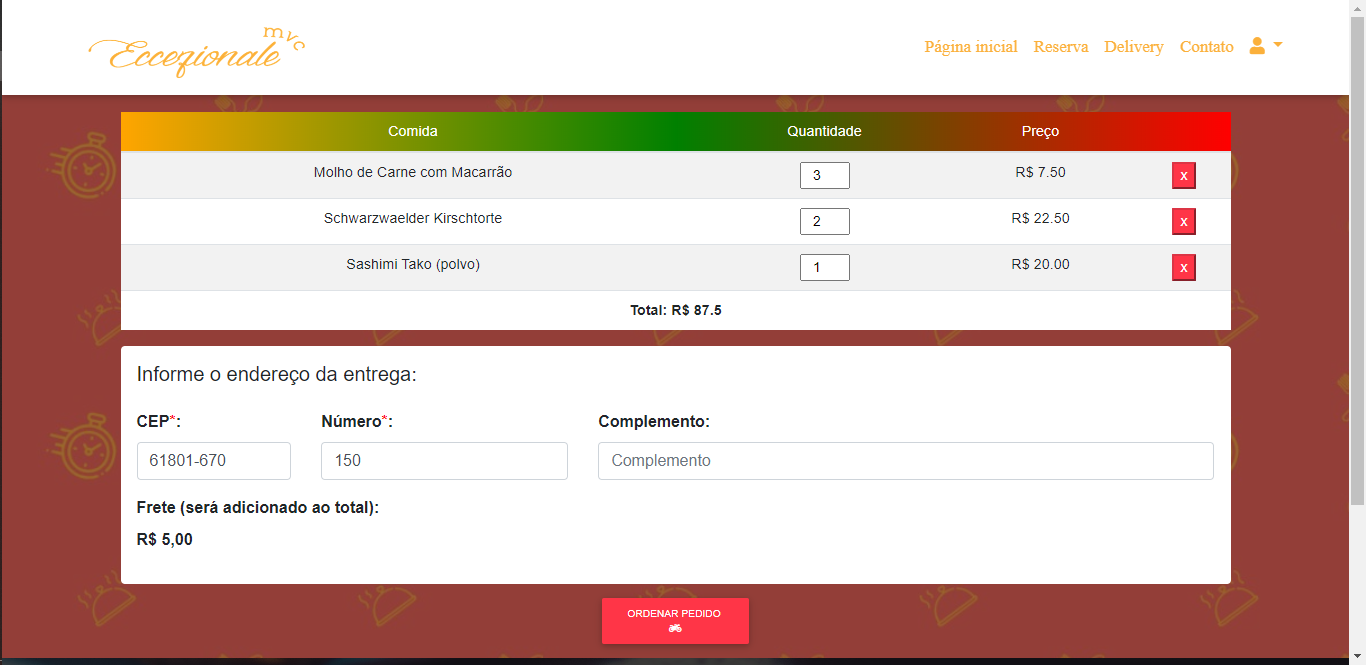 Eccezionale mvc
Página inicial Reserva Delivery Contato
Comida Quantidade Preço
Molho de Carne com Macarrão 3 R$ 7.50 x
Schwarzwaelder Kirschtorte 2 R$ 22.50 x
Sashimi Tako (polvo) 1 R$ 20.00 x
Total: R$ 87.5
Informe o endereço da entrega:
CEP*: Número*: Complemento:
61801-670 150 Complemento
Frete (será adicionado ao total):
R$ 5,00
ORDENAR PEDIDO